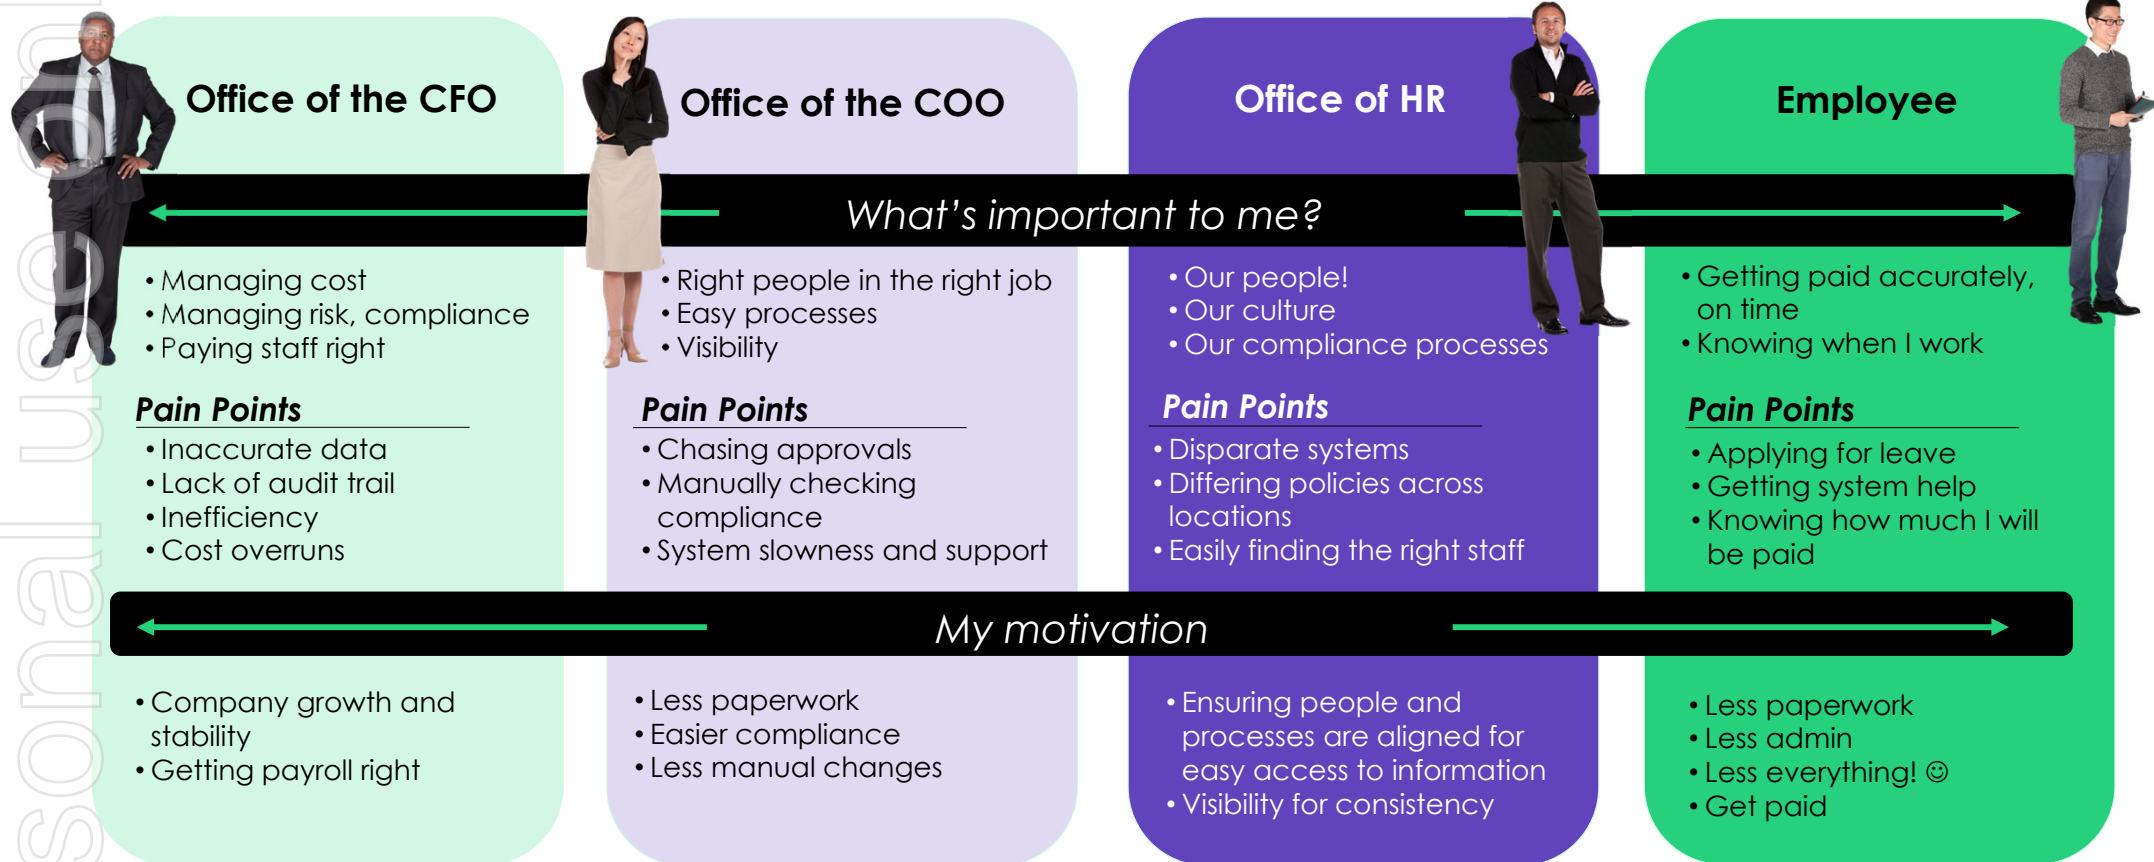 Office of the CFO
Office of the COO
Office of HR
Employee
What's important to me?
• Managing cost
• Managing risk, compliance
• Paying staff right
• Right people in the right job
• Easy processes
• Visibility
• Our people!
• Our culture
• Our compliance processes
• Getting paid accurately,
on time
• Knowing when I work
Pain Points
• Inaccurate data
• Lack of audit trail
• Inefficiency
• Cost overruns
Pain Points
• Chasing approvals
• Manually checking
compliance
• System slowness and support
Pain Points
• Disparate systems
• Differing policies across
locations
• Easily finding the right staff
Pain Points
• Applying for leave
• Getting system help
• Knowing how much I will
be paid
My motivation
• Company growth and
stability
• Getting payroll right
• Less paperwork
• Easier compliance
• Less manual changes
• Ensuring people and
processes are aligned for
easy access to information
• Visibility for consistency
• Less paperwork
• Less admin
• Less everything! ☺
• Get paid
sonal use onl